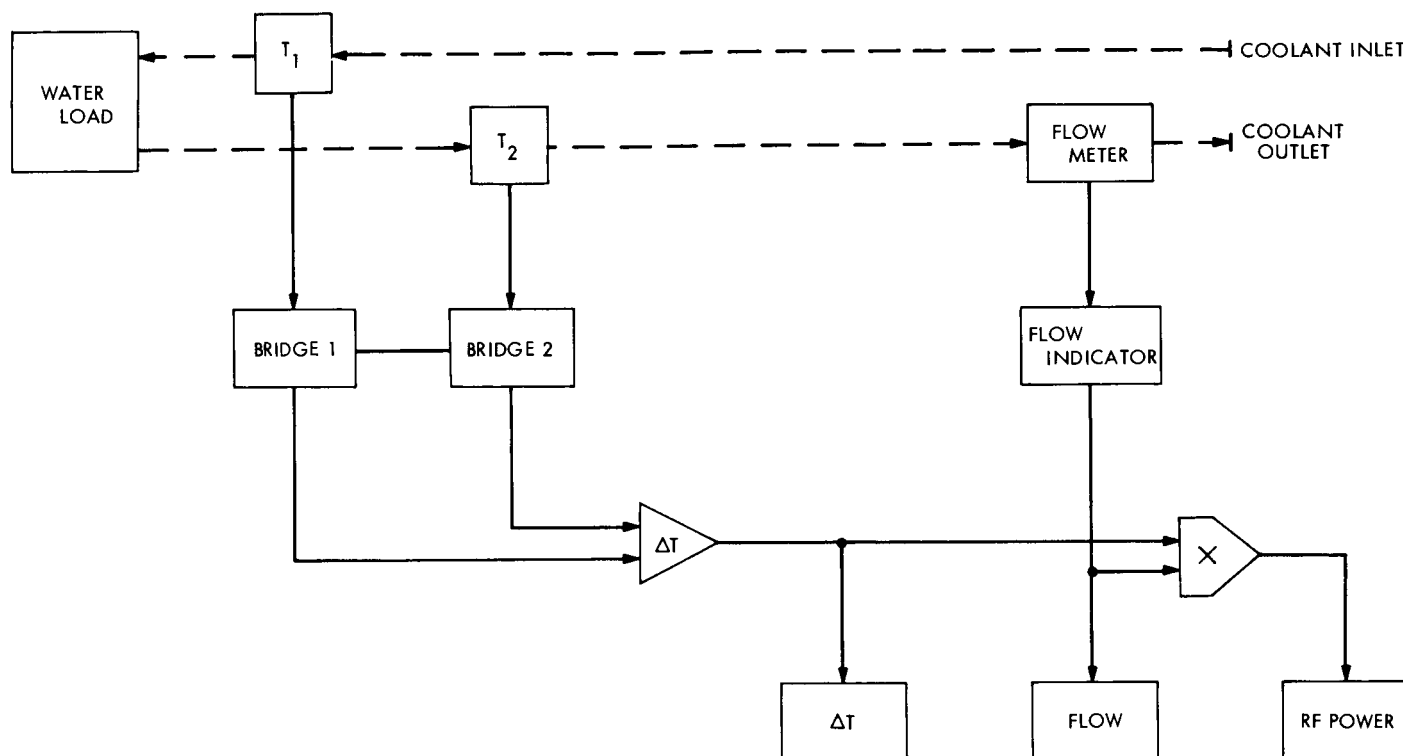 T1
COOLANT INLET
WATER
LOAD
T2
FLOW
METER
COOLANT
OUTLET
BRIDGE 1
BRIDGE 2
FLOW
INDICATOR
ΔT
X
ΔT
FLOW
RF POWER